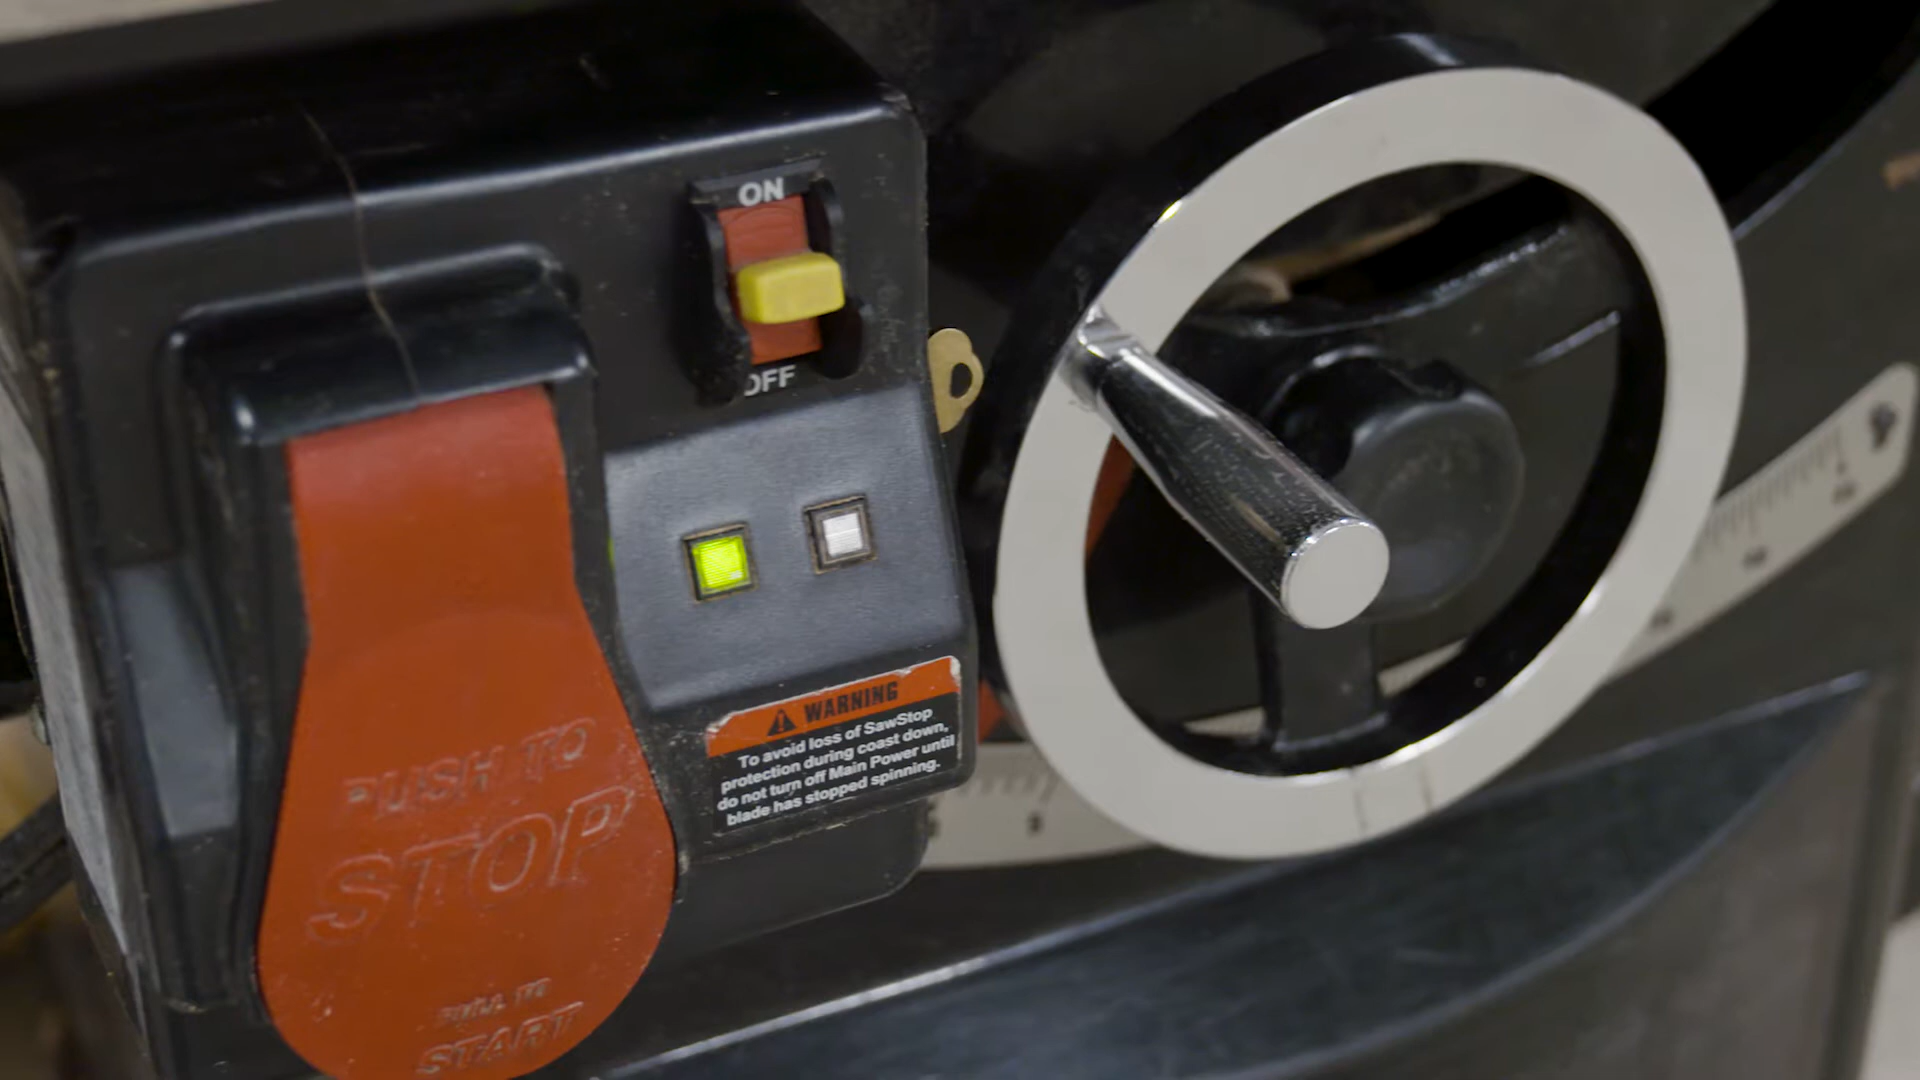 ON
OFF
WARNING
To avoid loss of SawStop
protection during coast down,
do not turn off Main Power until
blade has stopped spinning.
PUSH TO
STOP
PULL TO
START